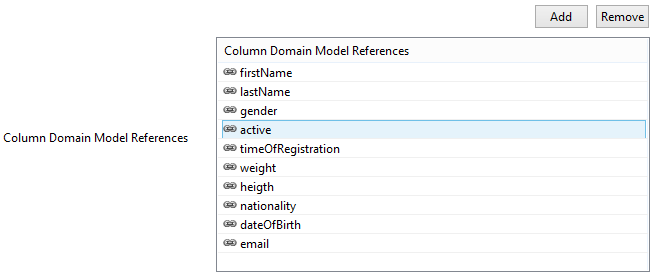 Add Remove
Column Domain Model References
firstName
lastName
gender
active
Column Domain Model References
timeOfRegistration
weight
heigth
nationality
dateOfBirth
email